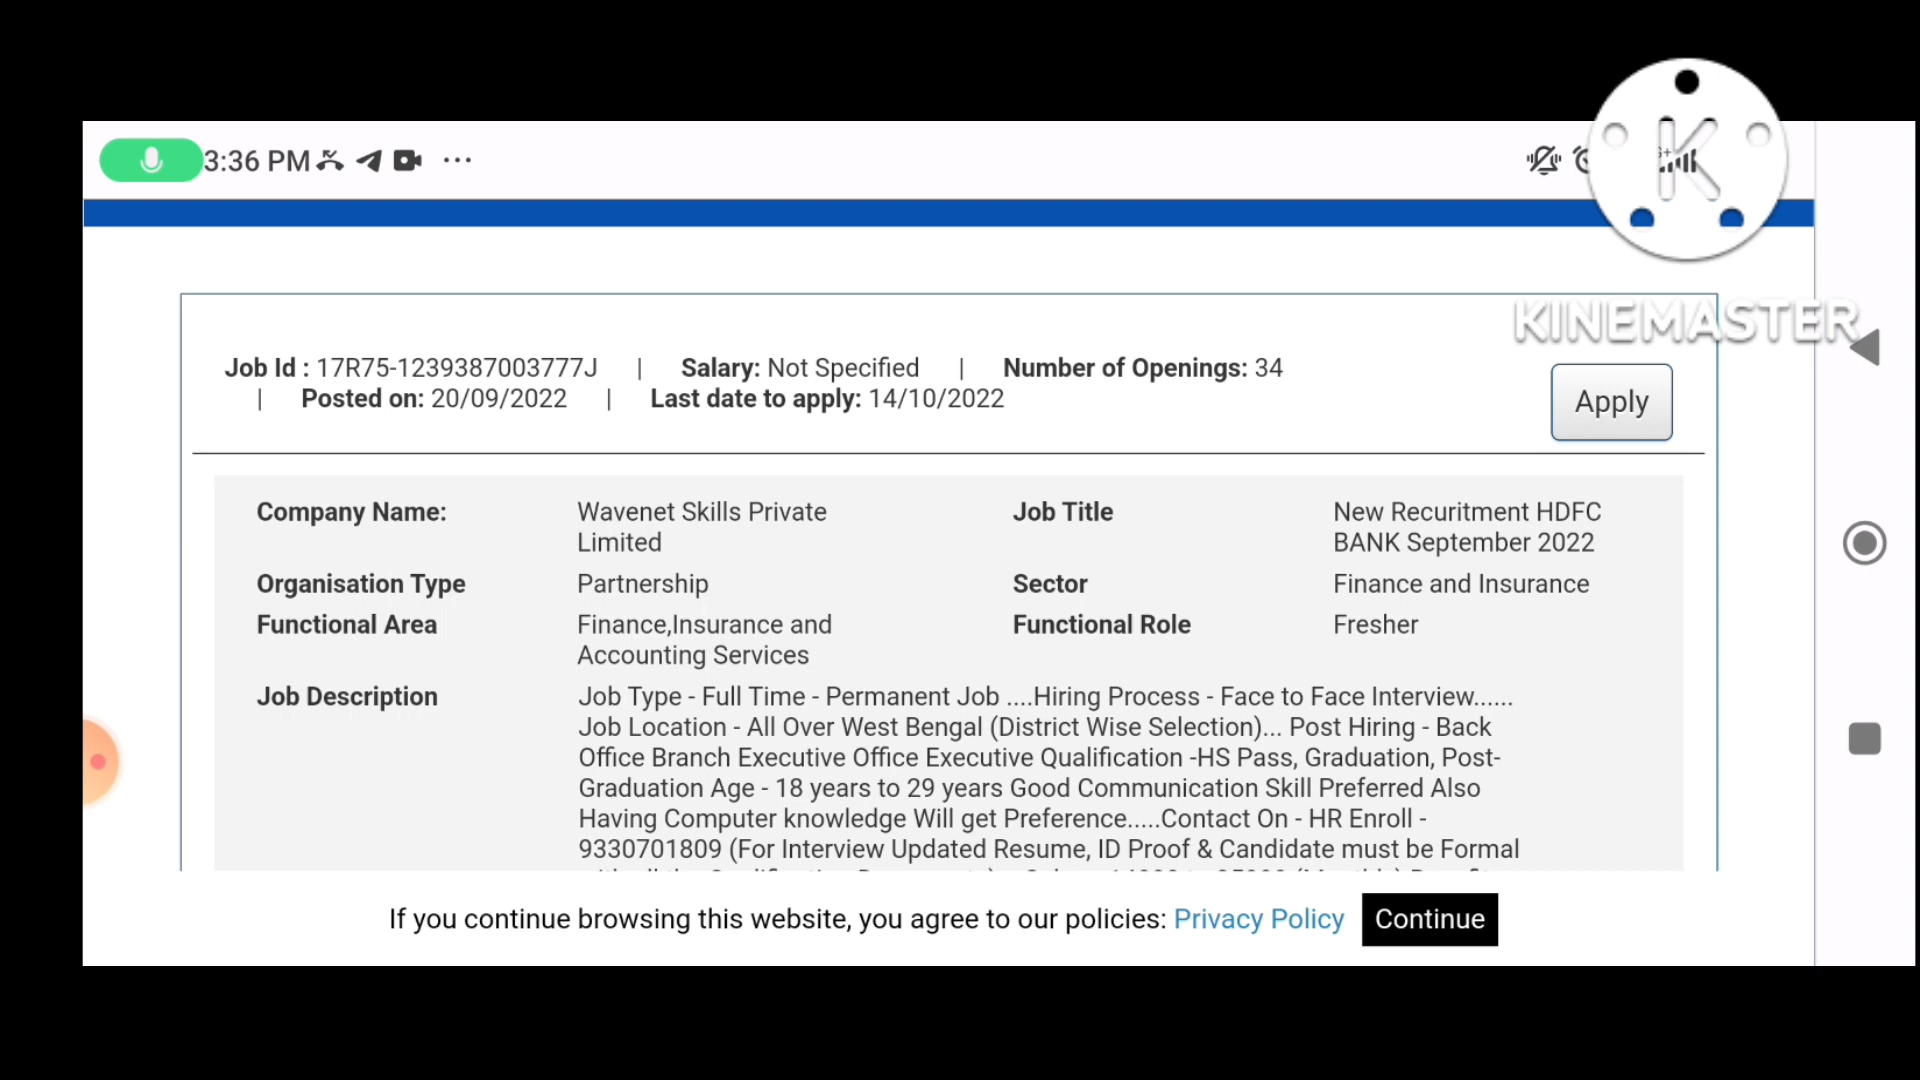 3:36 PM
KINEMASTER
Job Id : 17R75-1239387003777J | Salary: Not Specified | Number of Openings: 34
| Posted on: 20/09/2022 | Last date to apply: 14/10/2022
Apply
Company Name: Wavenet Skills Private Limited
Job Title New Recuritment HDFC BANK September 2022
Organisation Type Partnership
Sector Finance and Insurance
Functional Area Finance,Insurance and Accounting Services
Functional Role Fresher
Job Description Job Type - Full Time - Permanent Job ....Hiring Process - Face to Face Interview......
Job Location - All Over West Bengal (District Wise Selection)... Post Hiring - Back
Office Branch Executive Office Executive Qualification -HS Pass, Graduation, Post-
Graduation Age - 18 years to 29 years Good Communication Skill Preferred Also
Having Computer knowledge Will get Preference.....Contact On - HR Enroll -
9330701809 (For Interview Updated Resume, ID Proof & Candidate must be Formal
If you continue browsing this website, you agree to our policies: Privacy Policy Continue